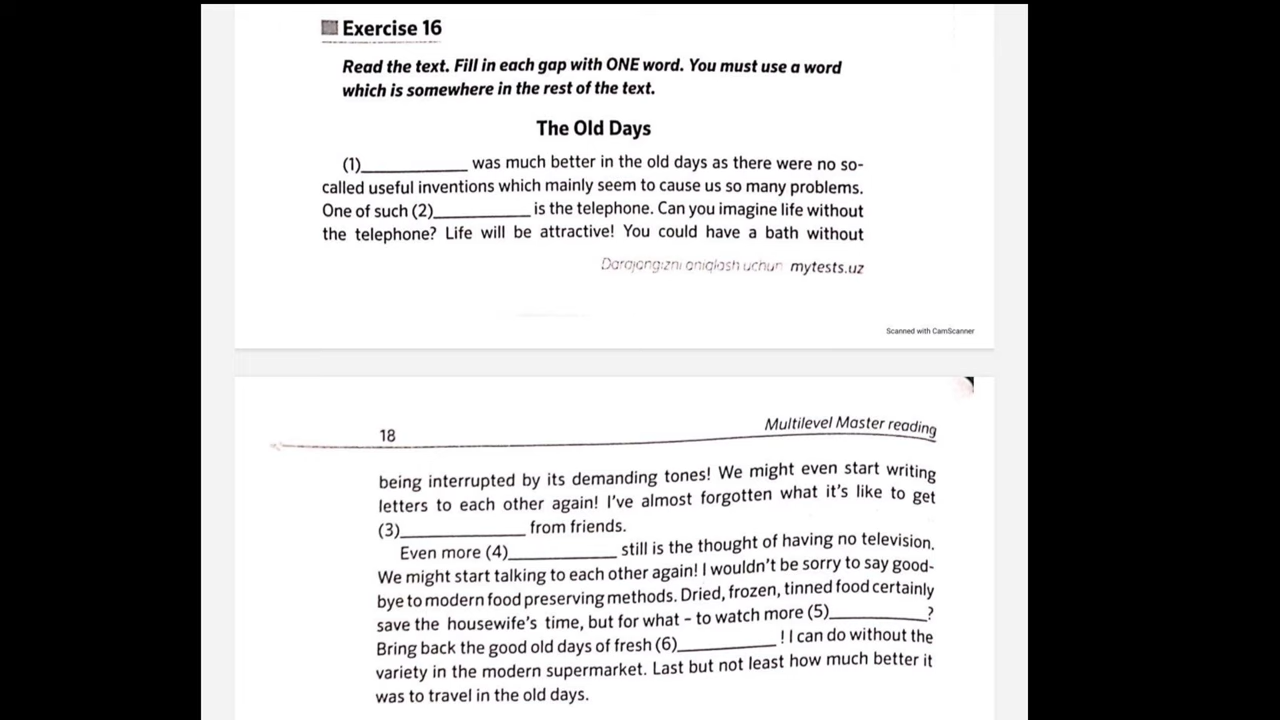 Exercise 16
Read the text. Fill in each gap with ONE word. You must use a word
which is somewhere in the rest of the text.
The Old Days
(1)____________ was much better in the old days as there were no so-
called useful inventions which mainly seem to cause us so many problems.
One of such (2)___________ is the telephone. Can you imagine life without
the telephone? Life will be attractive! You could have a bath without
Darajangizni aniqlash uchun mytests.uz
Scanned with CamScanner
18
Multilevel Master reading
being interrupted by its demanding tones! We might even start writing
letters to each other again! I've almost forgotten what it's like to get
(3)______________ from friends.
Even more (4)____________ still is the thought of having no television.
We might start talking to each other again! I wouldn't be sorry to say good-
bye to modern food preserving methods. Dried, frozen, tinned food certainly
save the housewife's time, but for what – to watch more (5)___________?
Bring back the good old days of fresh (6)___________! I can do without the
variety in the modern supermarket. Last but not least how much better it
was to travel in the old days.